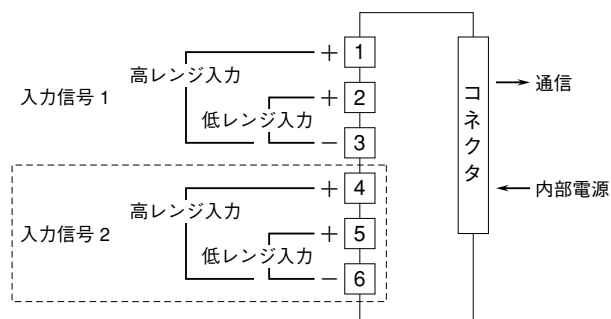 入力信号 1
高レンジ入力
低レンジ入力
+ 1
+ 2
− 3
入力信号 2
高レンジ入力
低レンジ入力
+ 4
+ 5
− 6
コネクタ
通信
内部電源